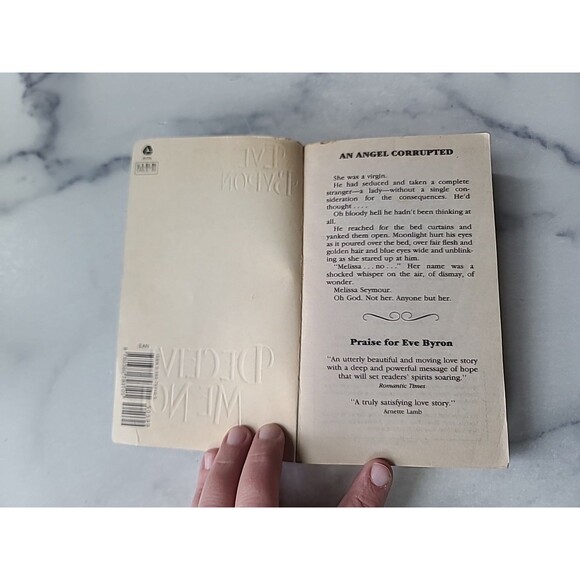 EVE
BYRON
DECEIVE
ME NOT
AN ANGEL CORRUPTED
She was a virgin.
He had seduced and taken a complete
stranger—a lady—without a single con-
sideration for the consequences. He'd
thought . . . .
Oh bloody hell he hadn't been thinking at
all.
He reached for the bed curtains and
yanked them open. Moonlight hurt his eyes
as it poured over the bed, over fair flesh and
golden hair and blue eyes wide and unblink-
ing as she stared up at him.
"Melissa . . . no . . ." Her name was a
shocked whisper on the air, of dismay, of
wonder.
Melissa Seymour.
Oh God. Not her. Anyone but her.
Praise for Eve Byron
"An utterly beautiful and moving love story
with a deep and powerful message of hope
that will set readers' spirits soaring."
Romantic Times
"A truly satisfying love story."
Arnette Lamb